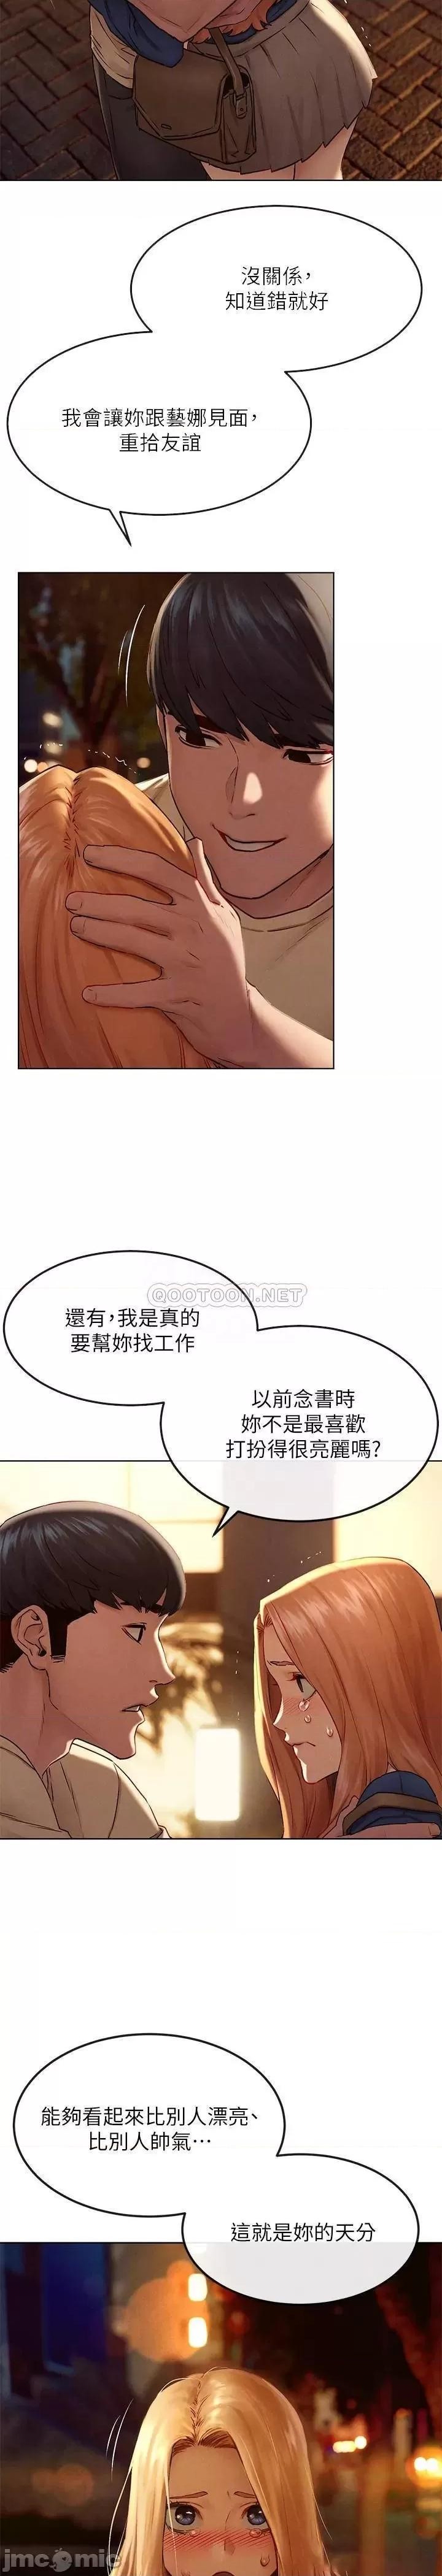 沒關係，
知道錯就好
我會讓妳跟藝娜見面，
重拾友誼
QOOTOON.NET
還有，我是真的
要幫妳找工作
以前念書時
妳不是最喜歡
打扮得很亮麗嗎?
能夠看起來比別人漂亮、
比別人帥氣…
這就是妳的天分
jmcomic